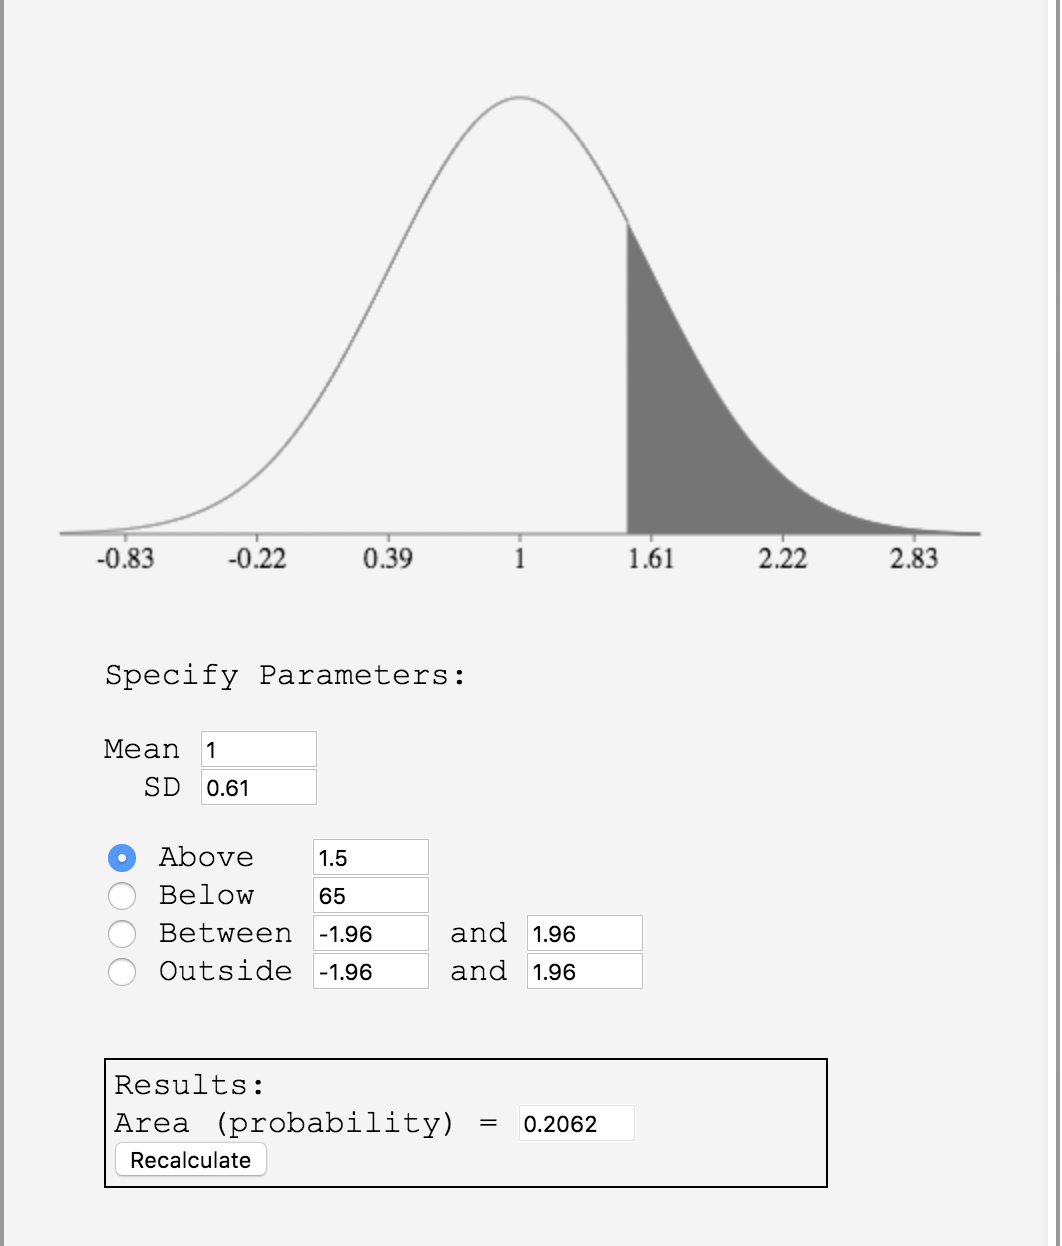 -0.83 -0.22 0.39 1 1.61 2.22 2.83
Specify Parameters:
Mean 1
SD 0.61
Above 1.5
Below 65
Between -1.96 and 1.96
Outside -1.96 and 1.96
Results:
Area (probability) = 0.2062
Recalculate